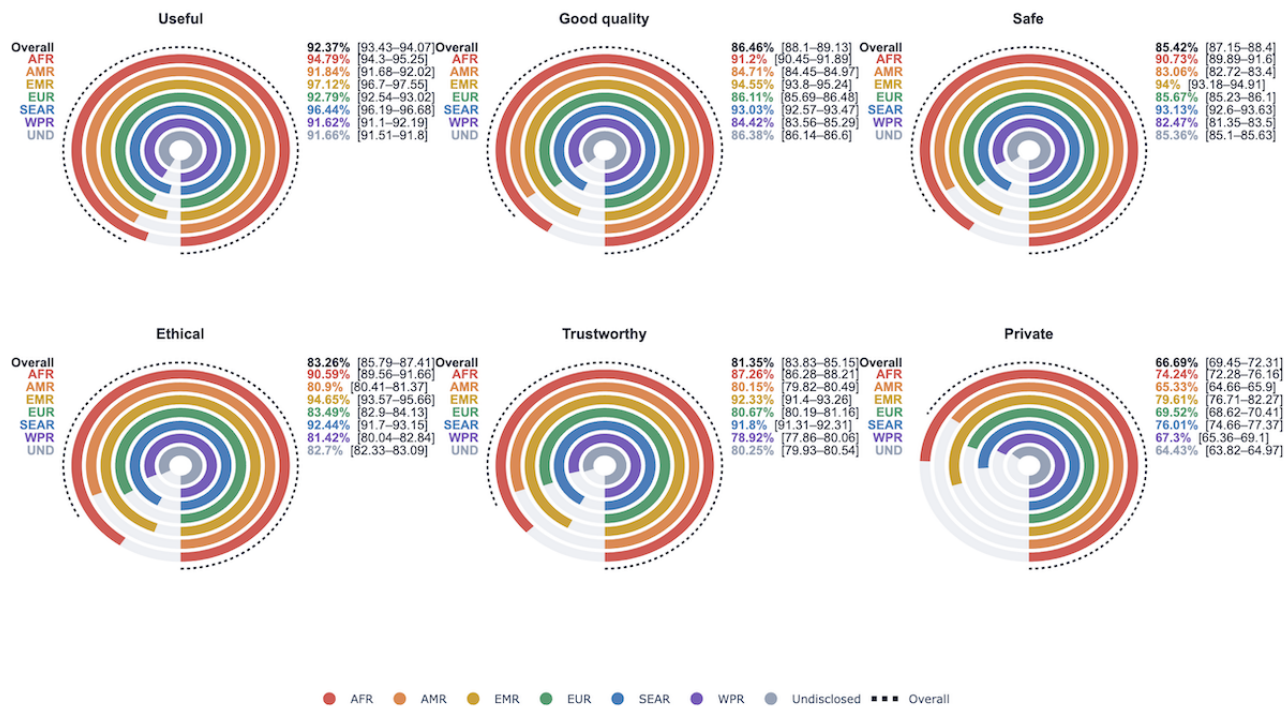 Useful
Overall 92.37% [93.43–94.07]
AFR 94.79% [94.3–95.25]
AMR 91.84% [91.68–92.02]
EMR 97.12% [96.7–97.55]
EUR 92.79% [92.54–93.02]
SEAR 96.44% [96.19–96.68]
WPR 91.62% [91.1–92.19]
UND 91.66% [91.51–91.8]
Good quality
Overall 86.46% [88.1–89.13]
AFR 91.2% [90.45–91.89]
AMR 84.71% [84.45–84.97]
EMR 94.55% [93.8–95.24]
EUR 86.11% [85.69–86.48]
SEAR 93.03% [92.57–93.47]
WPR 84.42% [83.56–85.29]
UND 86.38% [86.14–86.6]
Safe
Overall 85.42% [87.15–88.4]
AFR 90.73% [89.89–91.6]
AMR 83.06% [82.72–83.4]
EMR 94% [93.18–94.91]
EUR 85.67% [85.23–86.1]
SEAR 93.13% [92.6–93.63]
WPR 82.47% [81.35–83.5]
UND 85.36% [85.1–85.63]
Ethical
Overall 83.26% [85.79–87.41]
AFR 90.59% [89.56–91.66]
AMR 80.9% [80.41–81.37]
EMR 94.65% [93.57–95.66]
EUR 83.49% [82.9–84.13]
SEAR 92.44% [91.7–93.15]
WPR 81.42% [80.04–82.84]
UND 82.7% [82.33–83.09]
Trustworthy
Overall 81.35% [83.83–85.15]
AFR 87.26% [86.28–88.21]
AMR 80.15% [79.82–80.49]
EMR 92.33% [91.4–93.26]
EUR 80.67% [80.19–81.16]
SEAR 91.8% [91.31–92.31]
WPR 78.92% [77.86–80.06]
UND 80.25% [79.93–80.54]
Private
Overall 66.69% [69.45–72.31]
AFR 74.24% [72.28–76.16]
AMR 65.33% [64.66–65.9]
EMR 79.61% [76.71–82.27]
EUR 69.52% [68.62–70.41]
SEAR 76.01% [74.66–77.37]
WPR 67.3% [65.36–69.1]
UND 64.43% [63.82–64.97]
AFR AMR EMR EUR SEAR WPR Undisclosed Overall